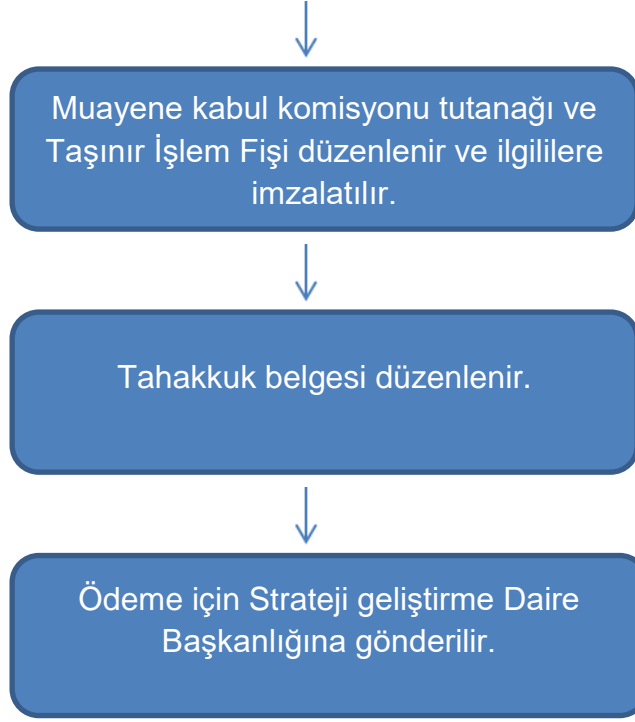 Muayene kabul komisyonu tutanağı ve
Taşınır İşlem Fişi düzenlenir ve ilgililere
imzalatılır.
Tahakkuk belgesi düzenlenir.
Ödeme için Strateji geliştirme Daire
Başkanlığına gönderilir.